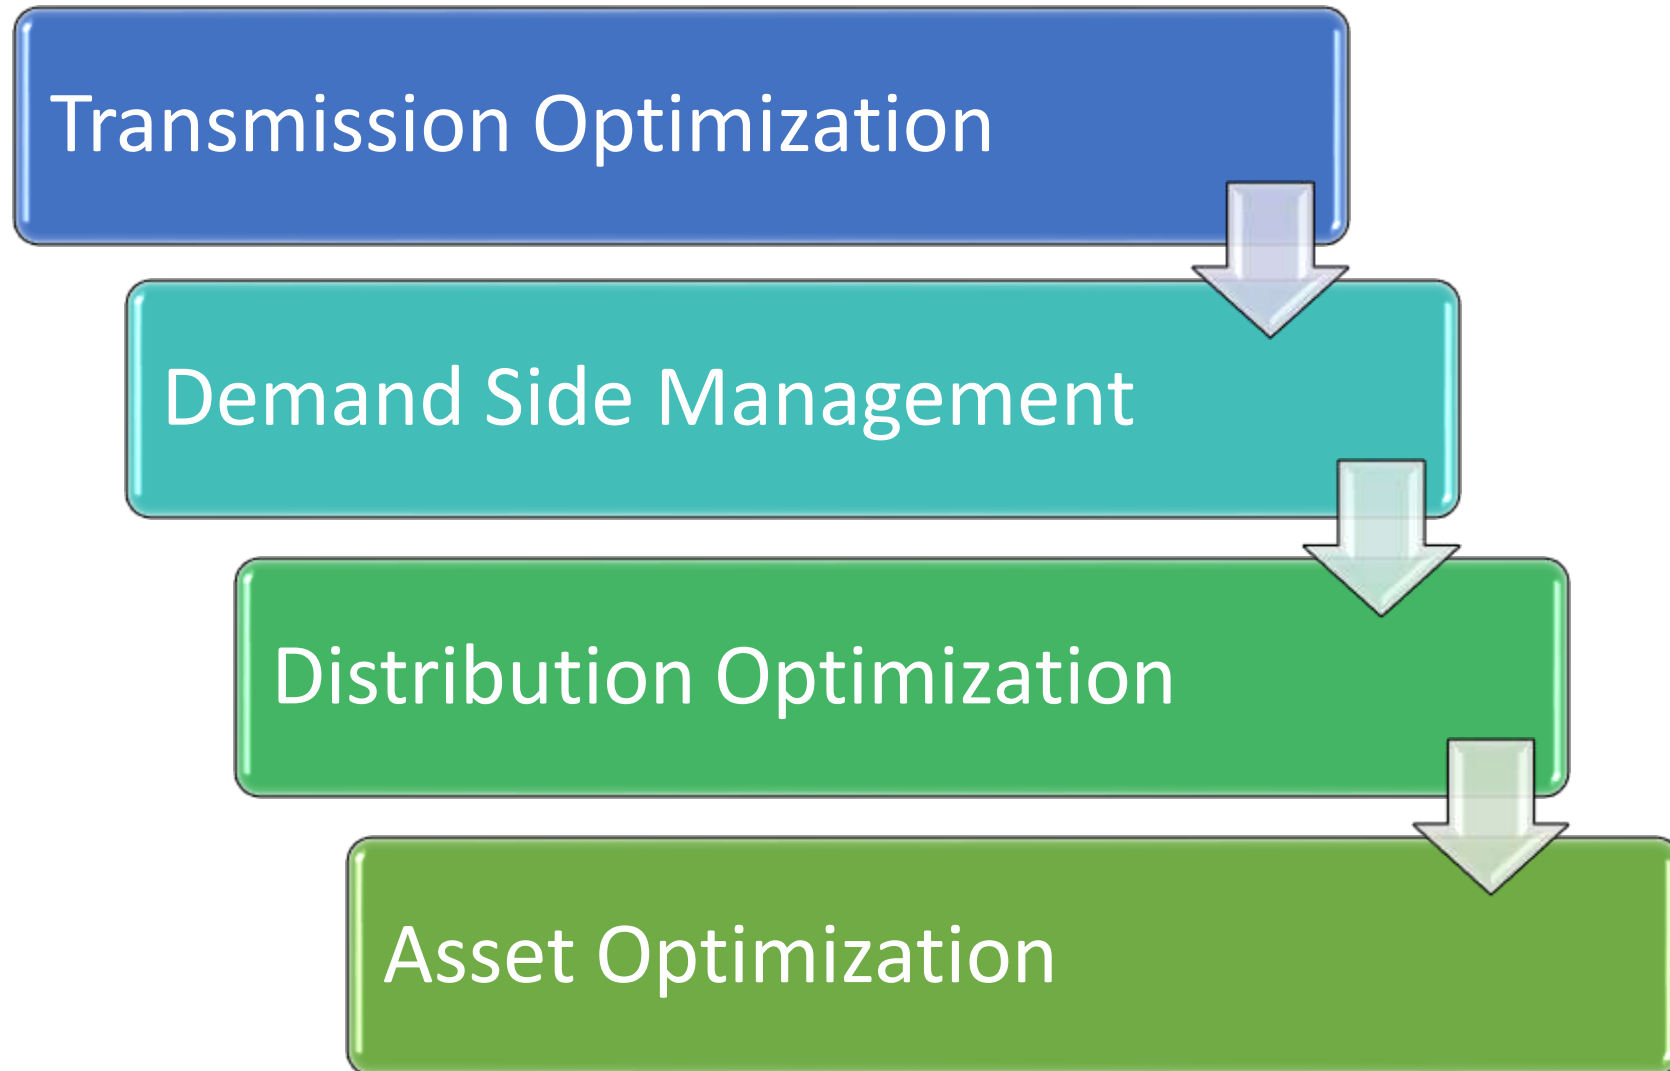 Transmission Optimization
Demand Side Management
Distribution Optimization
Asset Optimization